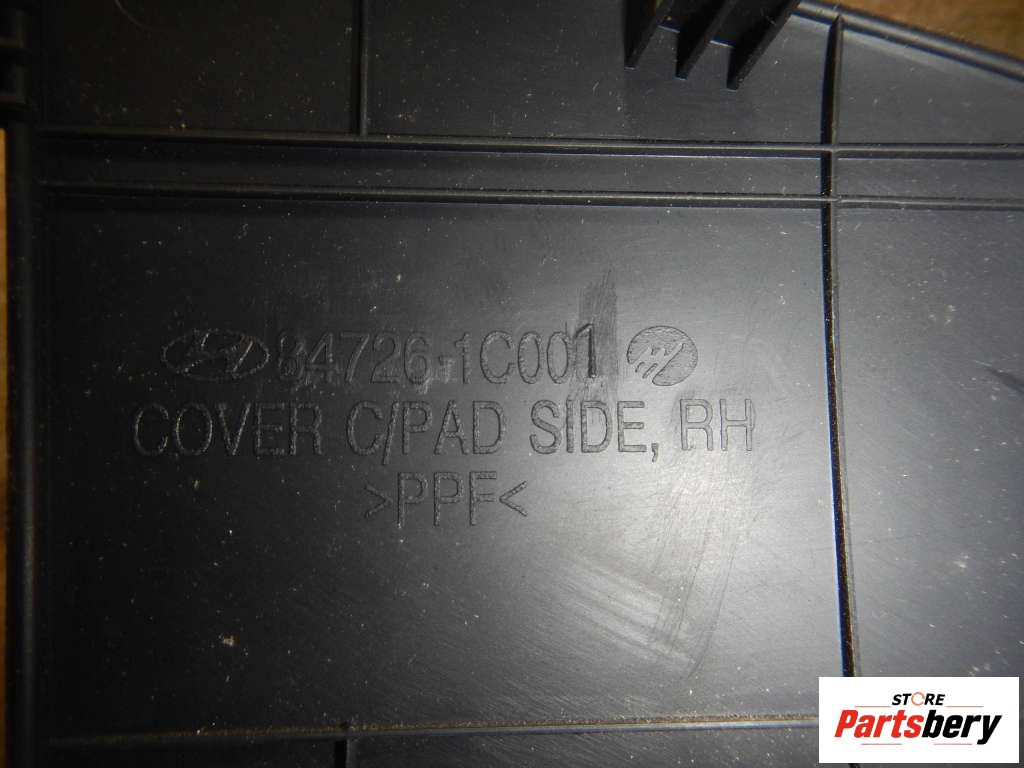 84726-1C001
COVER C/PAD SIDE, RH
>PPF<
STORE
Partsbery